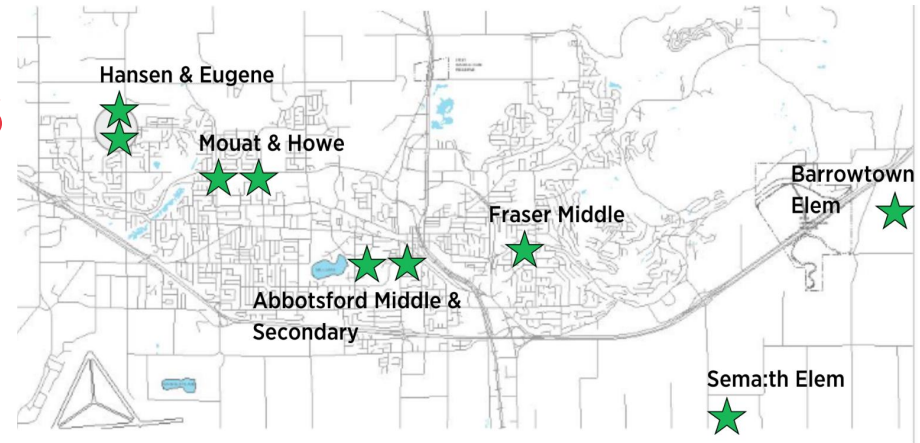 Hansen & Eugene
Mouat & Howe
Barrowtown
Elem
Fraser Middle
Abbotsford Middle &
Secondary
Sema:th Elem